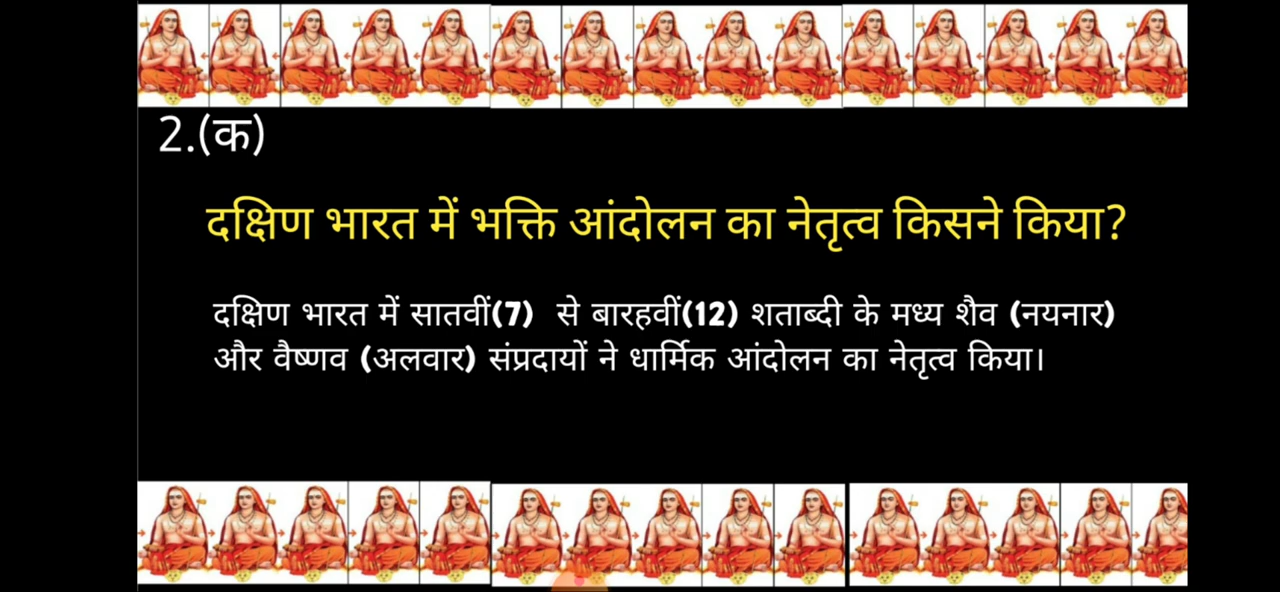 2.(क)
दक्षिण भारत में भक्ति आंदोलन का नेतृत्व किसने किया?
दक्षिण भारत में सातवीं(7) से बारहवीं(12) शताब्दी के मध्य शैव (नयनार)
और वैष्णव (अलवार) संप्रदायों ने धार्मिक आंदोलन का नेतृत्व किया।